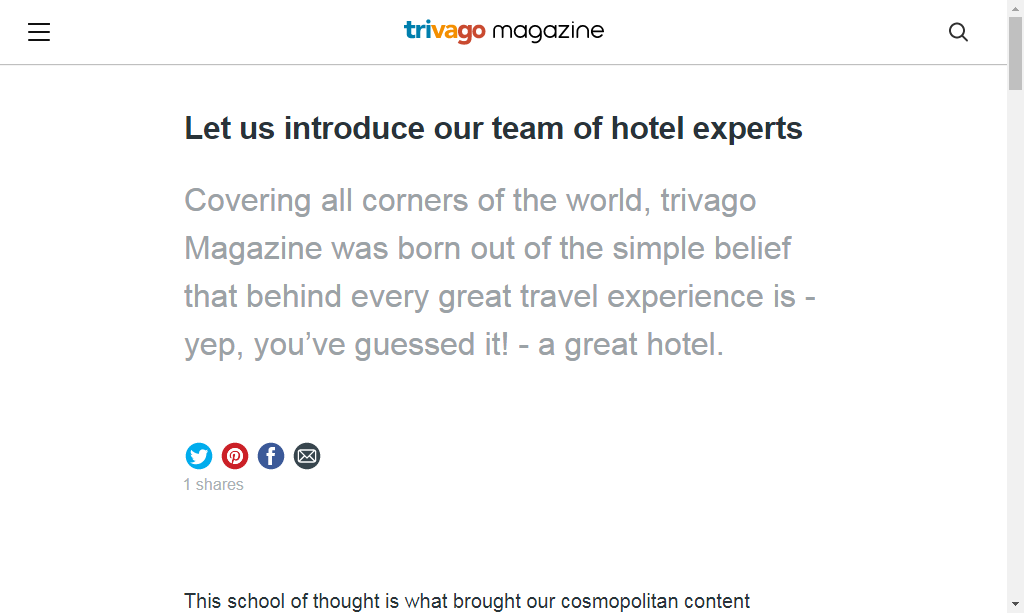 trivago magazine
Let us introduce our team of hotel experts
Covering all corners of the world, trivago
Magazine was born out of the simple belief
that behind every great travel experience is -
yep, you’ve guessed it! - a great hotel.
1 shares
This school of thought is what brought our cosmopolitan content